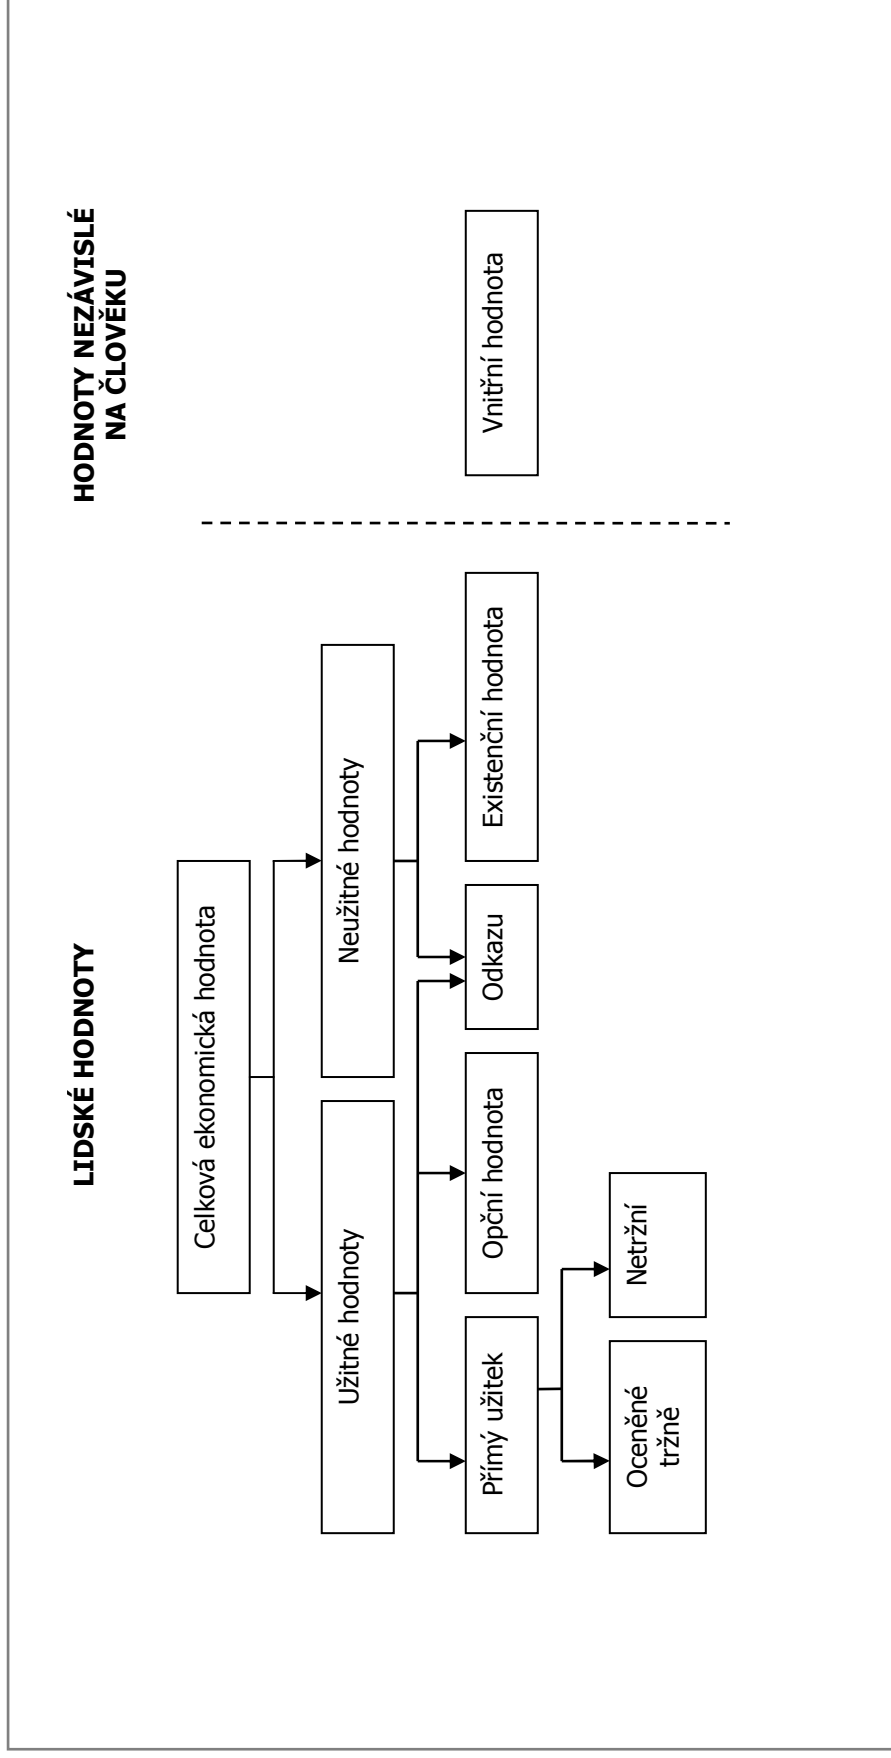 LIDSKÉ HODNOTY
HODNOTY NEZÁVISLÉ
NA ČLOVĚKU
Celková ekonomická hodnota
Užitné hodnoty
Neužitné hodnoty
Přímý užitek
Opční hodnota
Odkazu
Existenční hodnota
Vnitřní hodnota
Oceněné
tržně
Netržní